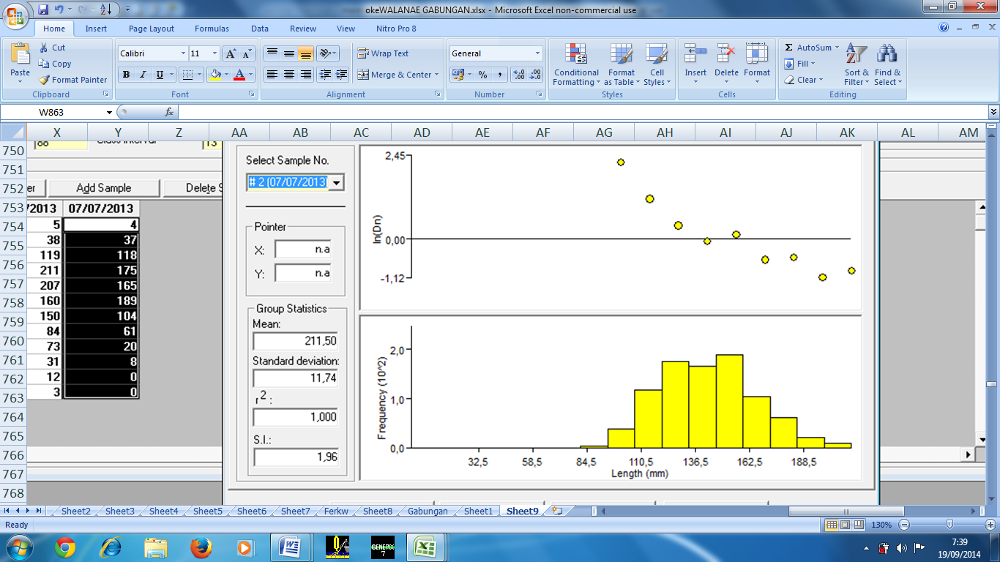 okeWALANAE GABUNGAN.xlsx - Microsoft Excel non-commercial use
Home Insert Page Layout Formulas Data Review View Nitro Pro 8
Paste Cut Copy Format Painter
Calibri 11
B I U
Wrap Text
Merge & Center
General
Conditional Formatting Format as Table Cell Styles
Insert Delete Format
AutoSum Fill Clear
Sort & Filter Find & Select
Clipboard Font Alignment Number Styles Cells Editing
W863 fx
X Y Z AA AB AC AD AE AF AG AH AI AJ AK AL AM
750
751
752
753
754
755
756
757
758
759
760
761
762
763
764
765
766
767
768
er Add Sample Delete S
/2013 07/07/2013
5 4
38 37
119 118
211 175
207 165
160 189
150 104
84 61
73 20
31 8
12 0
3 0
Select Sample No.
# 2 (07/07/2013)
Pointer
X: n.a
Y: n.a
Group Statistics
Mean:
211,50
Standard deviation:
11,74
r2 :
1,000
S.I.:
1,96
2,45
ln(Dn)
0,00
-1,12
Frequency (10^2)
2,0
1,0
0,0
32,5 58,5 84,5 110,5 136,5 162,5 188,5
Length (mm)
Sheet2 Sheet3 Sheet4 Sheet5 Sheet6 Sheet7 Ferkw Sheet8 Gabungan Sheet1 Sheet9
Ready 130%
GENETIX 7
7:39
19/09/2014